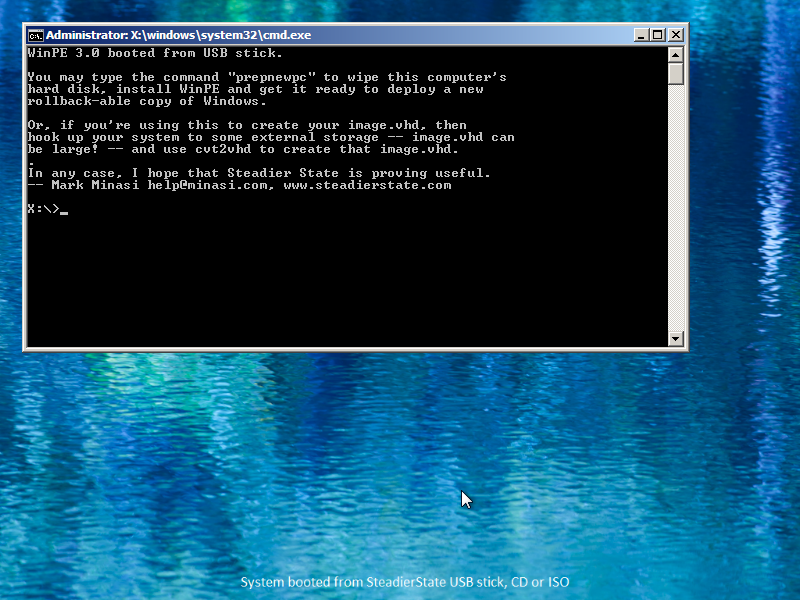 Administrator: X:\windows\system32\cmd.exe
WinPE 3.0 booted from USB stick.
You may type the command "prepnewpc" to wipe this computer's
hard disk, install WinPE and get it ready to deploy a new
rollback-able copy of Windows.
Or, if you're using this to create your image.vhd, then
hook up your system to some external storage -- image.vhd can
be large! -- and use cvt2vhd to create that image.vhd.
.
In any case, I hope that Steadier State is proving useful.
-- Mark Minasi help@minasi.com, www.steadierstate.com
X:\>_
System booted from SteadierState USB stick, CD or ISO